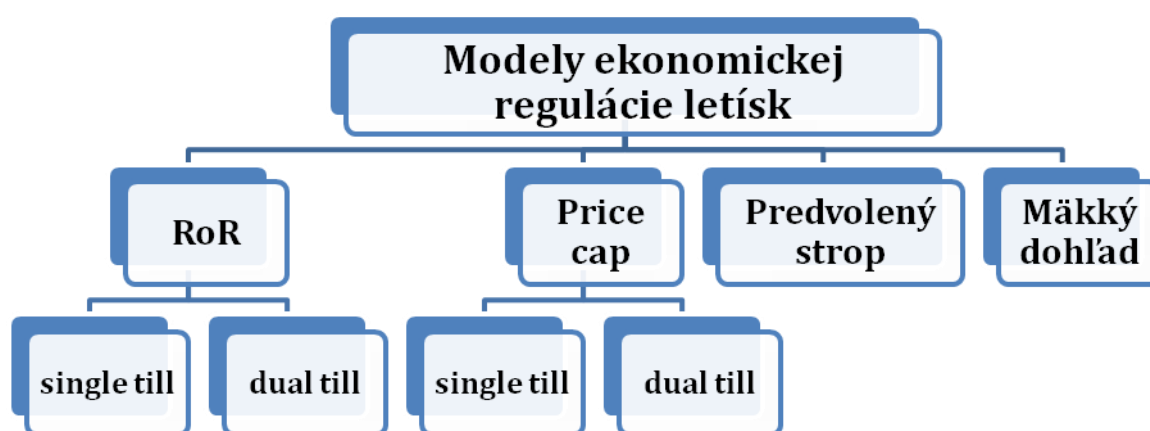 Modely ekonomickej
regulácie letísk
RoR
Price
cap
Predvolený
strop
Mäkký
dohľad
single till
dual till
single till
dual till